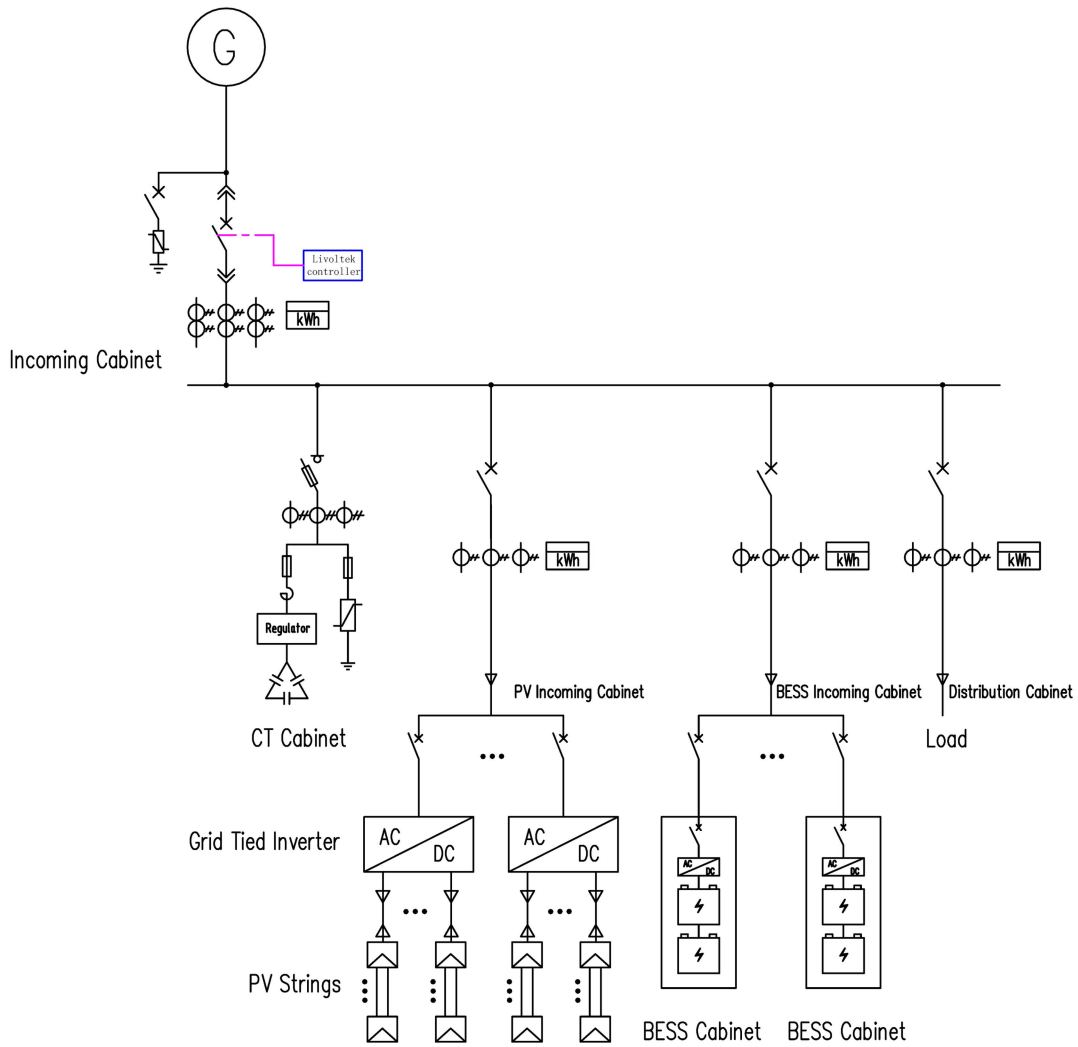 G
Livoltek
controller
kWh
Incoming Cabinet
kWh
kWh
kWh
Regulator
PV Incoming Cabinet
BESS Incoming Cabinet
Distribution Cabinet
CT Cabinet
Load
Grid Tied Inverter
AC
DC
AC
DC
AC
DC
AC
DC
PV Strings
BESS Cabinet
BESS Cabinet